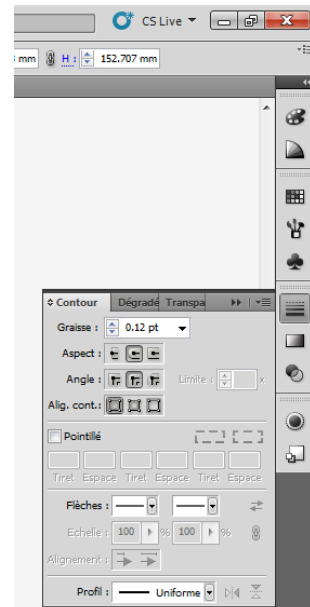 CS Live
mm H : 152.707 mm
Contour Dégradé Transpa
Graisse : 0.12 pt
Aspect :
Angle : Limite : x
Alig. cont.:
Pointillé
Tiret Espace Tiret Espace Tiret Espace
Flèches :
Echelle : 100 % 100 %
Alignement :
Profil : Uniforme